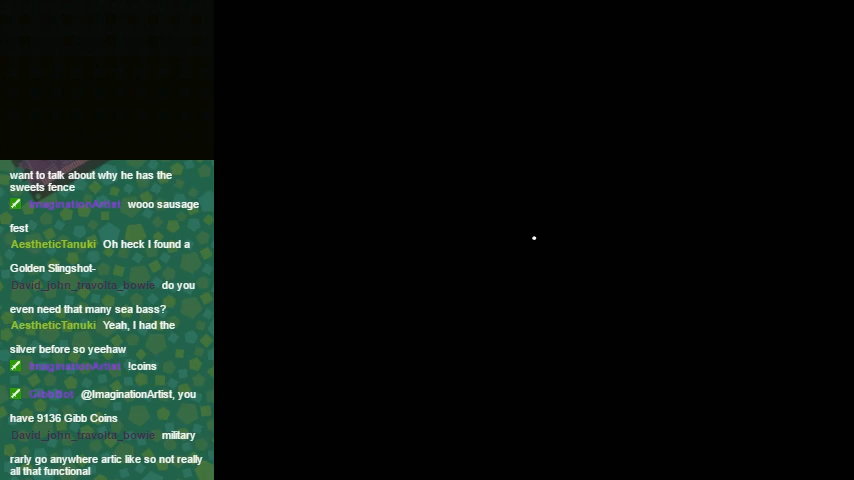 want to talk about why he has the
sweets fence
ImaginationArtist wooo sausage
fest
AestheticTanuki Oh heck I found a
Golden Slingshot-
David_john_travolta_bowie do you
even need that many sea bass?
AestheticTanuki Yeah, I had the
silver before so yeehaw
ImaginationArtist !coins
GibbBot @ImaginationArtist, you
have 9136 Gibb Coins
David_john_travolta_bowie military
rarly go anywhere artic like so not really
all that functional